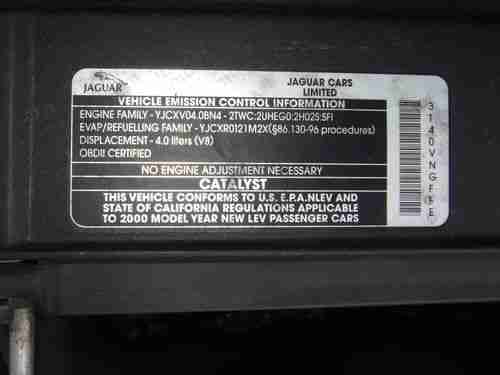 JAGUAR
JAGUAR CARS
LIMITED
VEHICLE EMISSION CONTROL INFORMATION
ENGINE FAMILY - YJCXV04.0BN4 - 2TWC:2UHEGO:2HO2S:SFI
EVAP/REFUELLING FAMILY - YJCXR0121M2X(§86.130-96 procedures)
DISPLACEMENT - 4.0 liters (V8)
OBDII CERTIFIED
NO ENGINE ADJUSTMENT NECESSARY
CATALYST
THIS VEHICLE CONFORMS TO U.S. E.P.A.NLEV AND
STATE OF CALIFORNIA REGULATIONS APPLICABLE
TO 2000 MODEL YEAR NEW LEV PASSENGER CARS